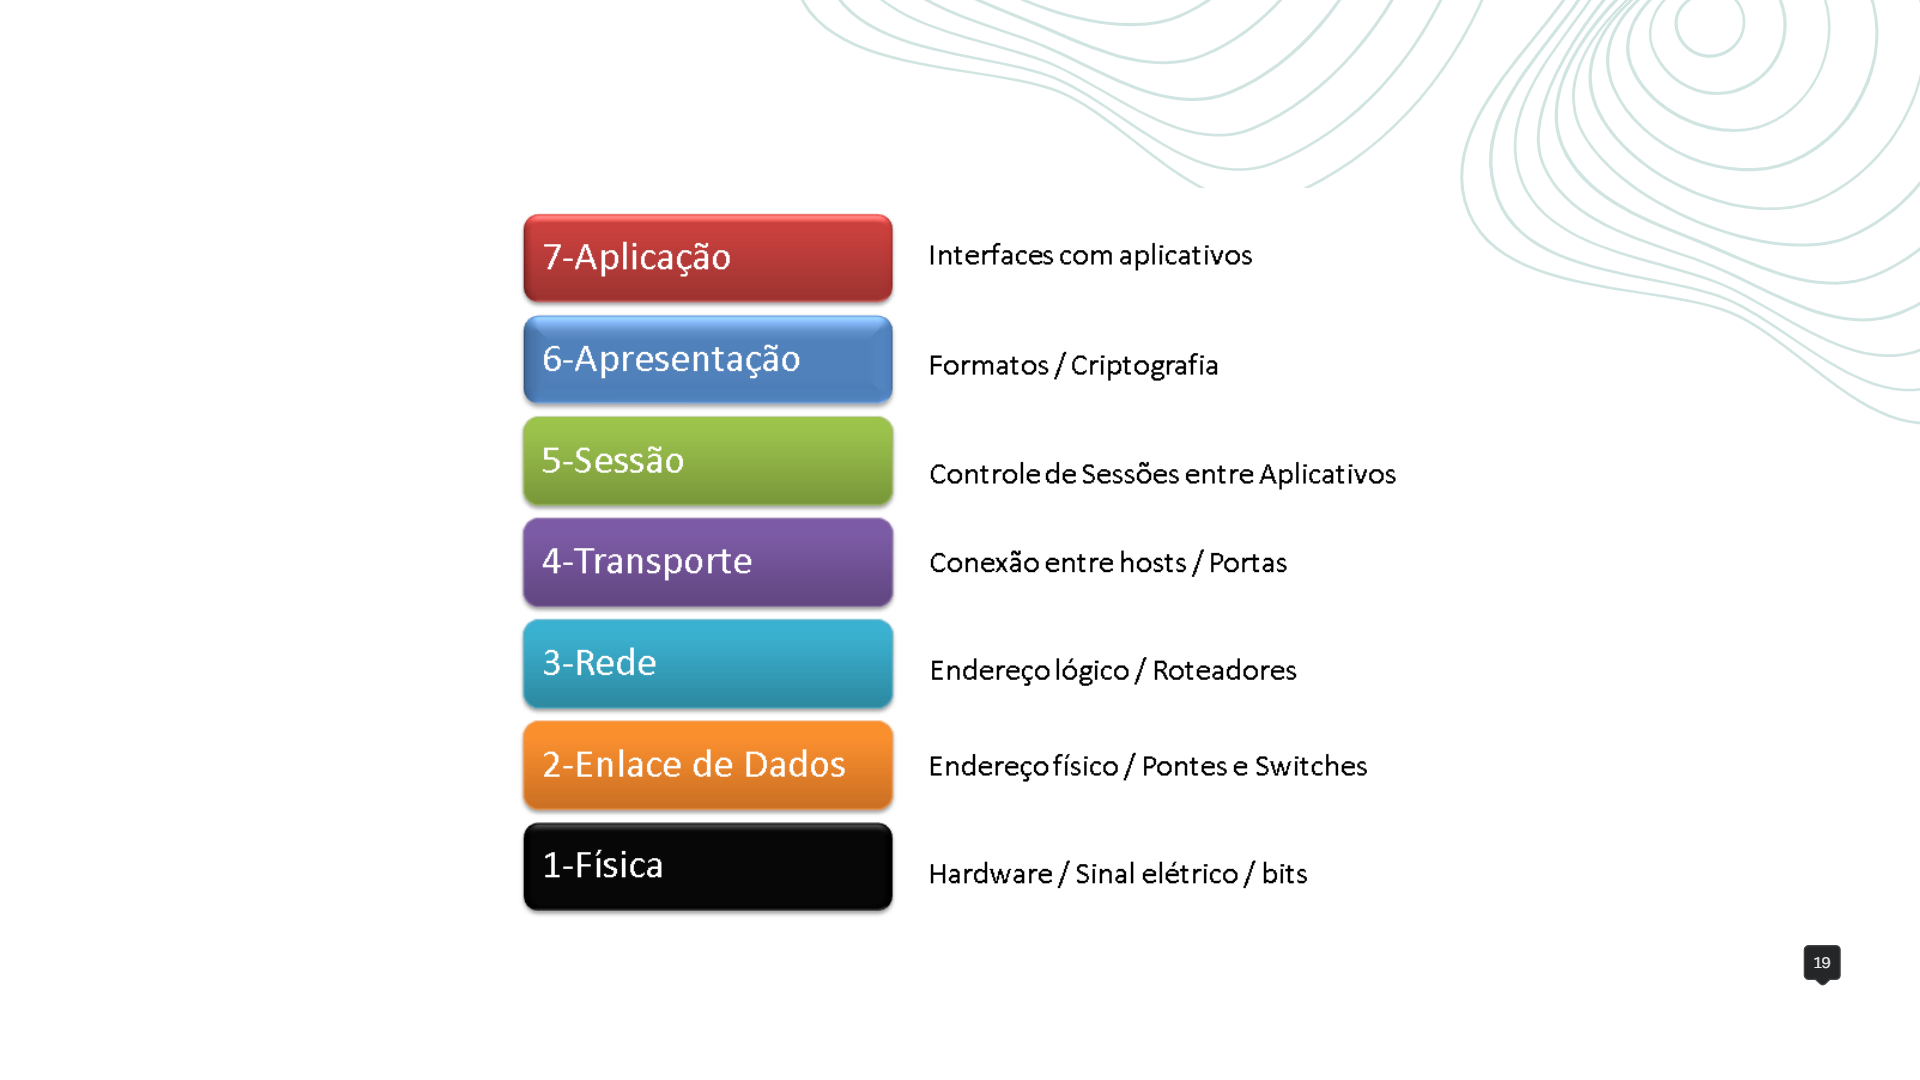 7-Aplicação
Interfaces com aplicativos
6-Apresentação
Formatos / Criptografia
5-Sessão
Controle de Sessões entre Aplicativos
4-Transporte
Conexão entre hosts / Portas
3-Rede
Endereço lógico / Roteadores
2-Enlace de Dados
Endereço físico / Pontes e Switches
1-Física
Hardware / Sinal elétrico / bits
19